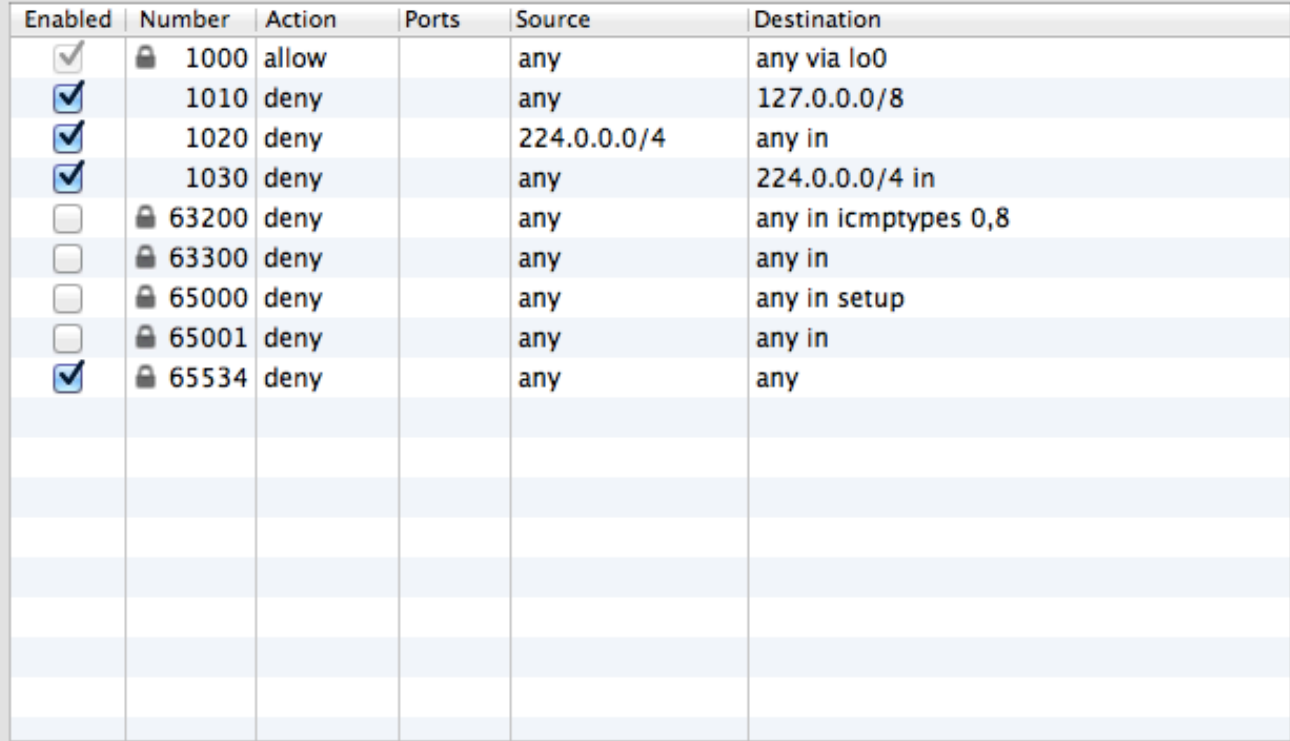 Enabled Number Action Ports Source Destination
1000 allow any any via lo0
1010 deny any 127.0.0.0/8
1020 deny 224.0.0.0/4 any in
1030 deny any 224.0.0.0/4 in
63200 deny any any in icmptypes 0,8
63300 deny any any in
65000 deny any any in setup
65001 deny any any in
65534 deny any any